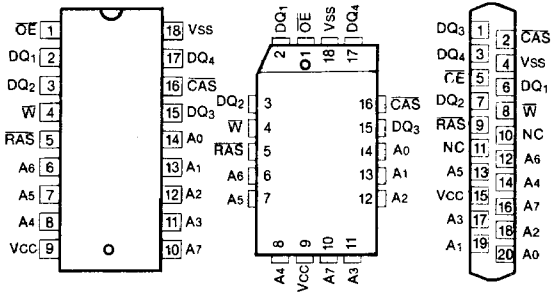 OE 1 18 VSS
DQ1 2 17 DQ4
DQ2 3 16 CAS
W 4 15 DQ3
RAS 5 14 A0
A6 6 13 A1
A5 7 12 A2
A4 8 11 A3
VCC 9 10 A7
DQ1 OE VSS DQ4
2 1 18 17
DQ2 3 16 CAS
W 4 15 DQ3
RAS 5 14 A0
A6 6 13 A1
A5 7 12 A2
8 9 10 11
A4 VCC A7 A3
DQ3 1
2 CAS
DQ4 3
4 VSS
OE 5
6 DQ1
DQ2 7
8 W
RAS 9
10 NC
NC 11
12 A6
A5 13
14 A4
VCC 15
16 A7
A3 17
18 A2
A1 19
20 A0